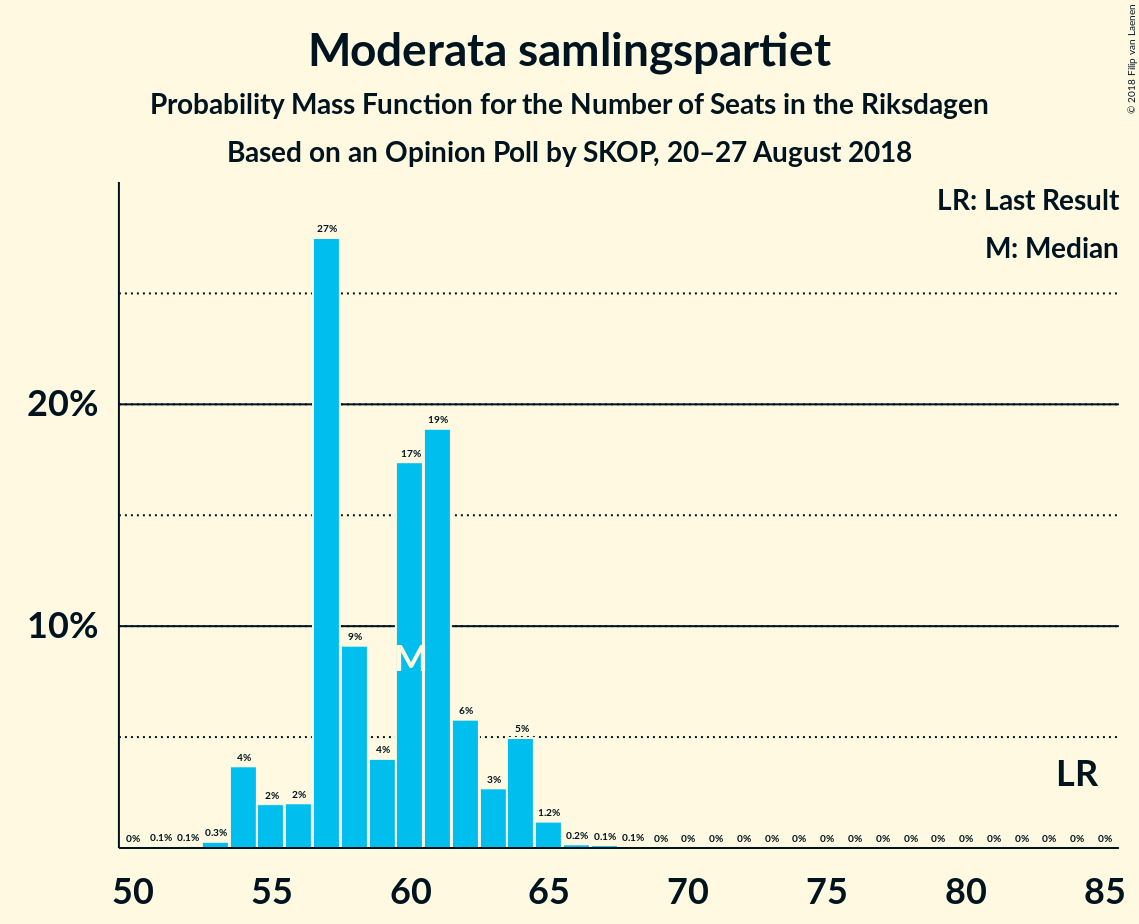 Moderata samlingspartiet
Probability Mass Function for the Number of Seats in the Riksdagen
Based on an Opinion Poll by SKOP, 20–27 August 2018
© 2018 Filip van Laenen
LR: Last Result
M: Median
27%
20%
19%
17%
10%
9%
M
6%
5%
4%
4%
3%
LR
2%
2%
1.2%
0% 0.1% 0.1% 0.3% 0.2% 0.1% 0.1% 0% 0% 0% 0% 0% 0% 0% 0% 0% 0% 0% 0% 0% 0% 0% 0% 0%
50 55 60 65 70 75 80 85